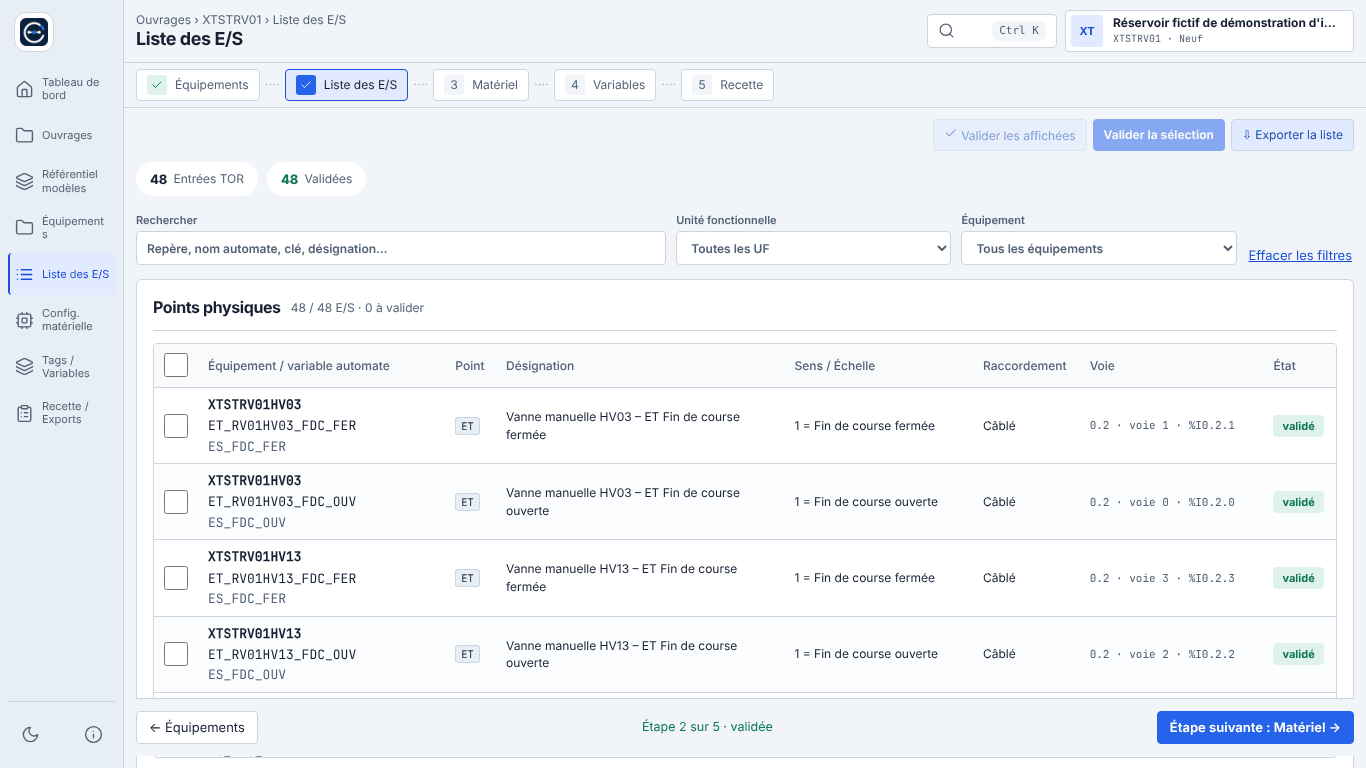 Ouvrages › XTSTRV01 › Liste des E/S
Liste des E/S
Ctrl K
XT
Réservoir fictif de démonstration d'i...
XTSTRV01 · Neuf
Tableau de
bord
Ouvrages
Référentiel
modèles
Équipement
s
Liste des E/S
Config.
matérielle
Tags /
Variables
Recette /
Exports
Équipements
Liste des E/S
3 Matériel
4 Variables
5 Recette
Valider les affichées
Valider la sélection
⇩ Exporter la liste
48 Entrées TOR
48 Validées
Rechercher
Repère, nom automate, clé, désignation...
Unité fonctionnelle
Toutes les UF
Équipement
Tous les équipements
Effacer les filtres
Points physiques 48 / 48 E/S · 0 à valider
Équipement / variable automate Point Désignation Sens / Échelle Raccordement Voie État
XTSTRV01HV03
ET_RV01HV03_FDC_FER
ES_FDC_FER
ET
Vanne manuelle HV03 – ET Fin de course
fermée
1 = Fin de course fermée
Câblé
0.2 · voie 1 · %I0.2.1
validé
XTSTRV01HV03
ET_RV01HV03_FDC_OUV
ES_FDC_OUV
ET
Vanne manuelle HV03 – ET Fin de course
ouverte
1 = Fin de course ouverte
Câblé
0.2 · voie 0 · %I0.2.0
validé
XTSTRV01HV13
ET_RV01HV13_FDC_FER
ES_FDC_FER
ET
Vanne manuelle HV13 – ET Fin de course
fermée
1 = Fin de course fermée
Câblé
0.2 · voie 3 · %I0.2.3
validé
XTSTRV01HV13
ET_RV01HV13_FDC_OUV
ES_FDC_OUV
ET
Vanne manuelle HV13 – ET Fin de course
ouverte
1 = Fin de course ouverte
Câblé
0.2 · voie 2 · %I0.2.2
validé
← Équipements
Étape 2 sur 5 · validée
Étape suivante : Matériel →